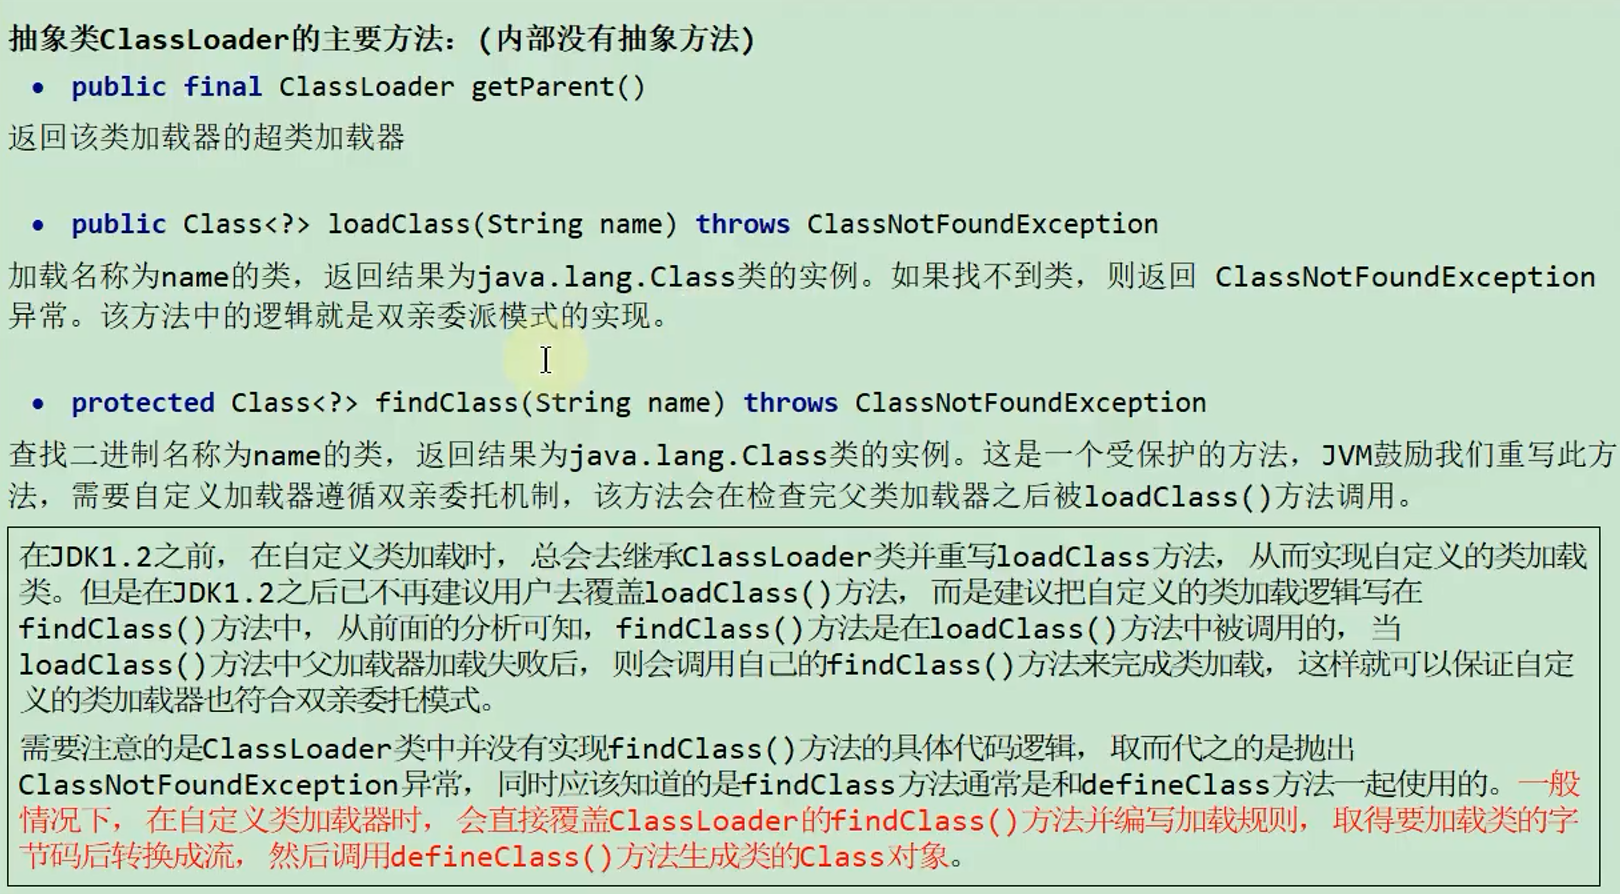 抽象类ClassLoader的主要方法：(内部没有抽象方法)
• public final ClassLoader getParent()
返回该类加载器的超类加载器
• public Class<?> loadClass(String name) throws ClassNotFoundException
加载名称为name的类，返回结果为java.lang.Class类的实例。如果找不到类，则返回 ClassNotFoundException
异常。该方法中的逻辑就是双亲委派模式的实现。
• protected Class<?> findClass(String name) throws ClassNotFoundException
查找二进制名称为name的类，返回结果为java.lang.Class类的实例。这是一个受保护的方法，JVM鼓励我们重写此方
法，需要自定义加载器遵循双亲委托机制，该方法会在检查完父类加载器之后被loadClass()方法调用。
在JDK1.2之前，在自定义类加载时，总会去继承ClassLoader类并重写loadClass方法，从而实现自定义的类加载
类。但是在JDK1.2之后已不再建议用户去覆盖loadClass()方法，而是建议把自定义的类加载逻辑写在
findClass()方法中，从前面的分析可知，findClass()方法是在loadClass()方法中被调用的，当
loadClass()方法中父加载器加载失败后，则会调用自己的findClass()方法来完成类加载，这样就可以保证自定
义的类加载器也符合双亲委托模式。
需要注意的是ClassLoader类中并没有实现findClass()方法的具体代码逻辑，取而代之的是抛出
ClassNotFoundException异常，同时应该知道的是findClass方法通常是和defineClass方法一起使用的。一般
情况下，在自定义类加载器时，会直接覆盖ClassLoader的findClass()方法并编写加载规则，取得要加载类的字
节码后转换成流，然后调用defineClass()方法生成类的Class对象。